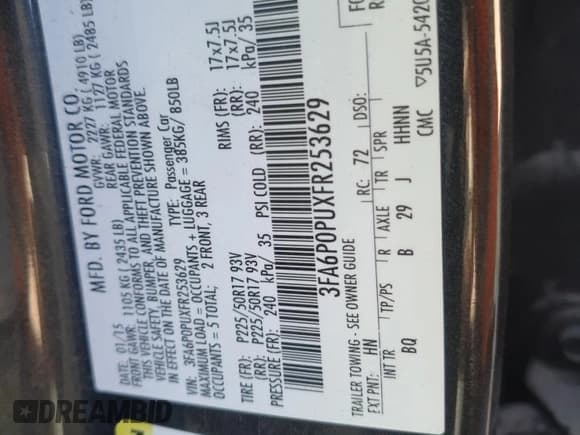 MFD. BY FORD MOTOR CO.
DATE: 01/15 GVWR: 2227 KG ( 4910 LB)
FRONT GAWR: 1105 KG ( 2435 LB) REAR GAWR: 1127 KG ( 2485 LB)
THIS VEHICLE CONFORMS TO ALL APPLICABLE FEDERAL MOTOR
VEHICLE SAFETY, BUMPER, AND THEFT PREVENTION STANDARDS
IN EFFECT ON THE DATE OF MANUFACTURE SHOWN ABOVE.
VIN: 3FA6P0PUXFR253629 TYPE: Passenger Car
MAXIMUM LOAD = OCCUPANTS + LUGGAGE = 385KG/ 850LB
OCCUPANTS = 5 TOTAL; 2 FRONT, 3 REAR
TIRE (FR): P225/50R17 93V RIMS (FR): 17x7.5J
(RR): P225/50R17 93V (RR): 17x7.5J
PRESSURE (FR): 240 kPa/ 35 PSI COLD (RR): 240 kPa/ 35
3FA6P0PUXFR253629
TRAILER TOWING - SEE OWNER GUIDE
EXT PNT: HN RC: 72 DSO:
INT TR TP/PS R AXLE TR SPR
BQ B 29 J HHNN
CMC ▽5U5A-5420
DREAMBID